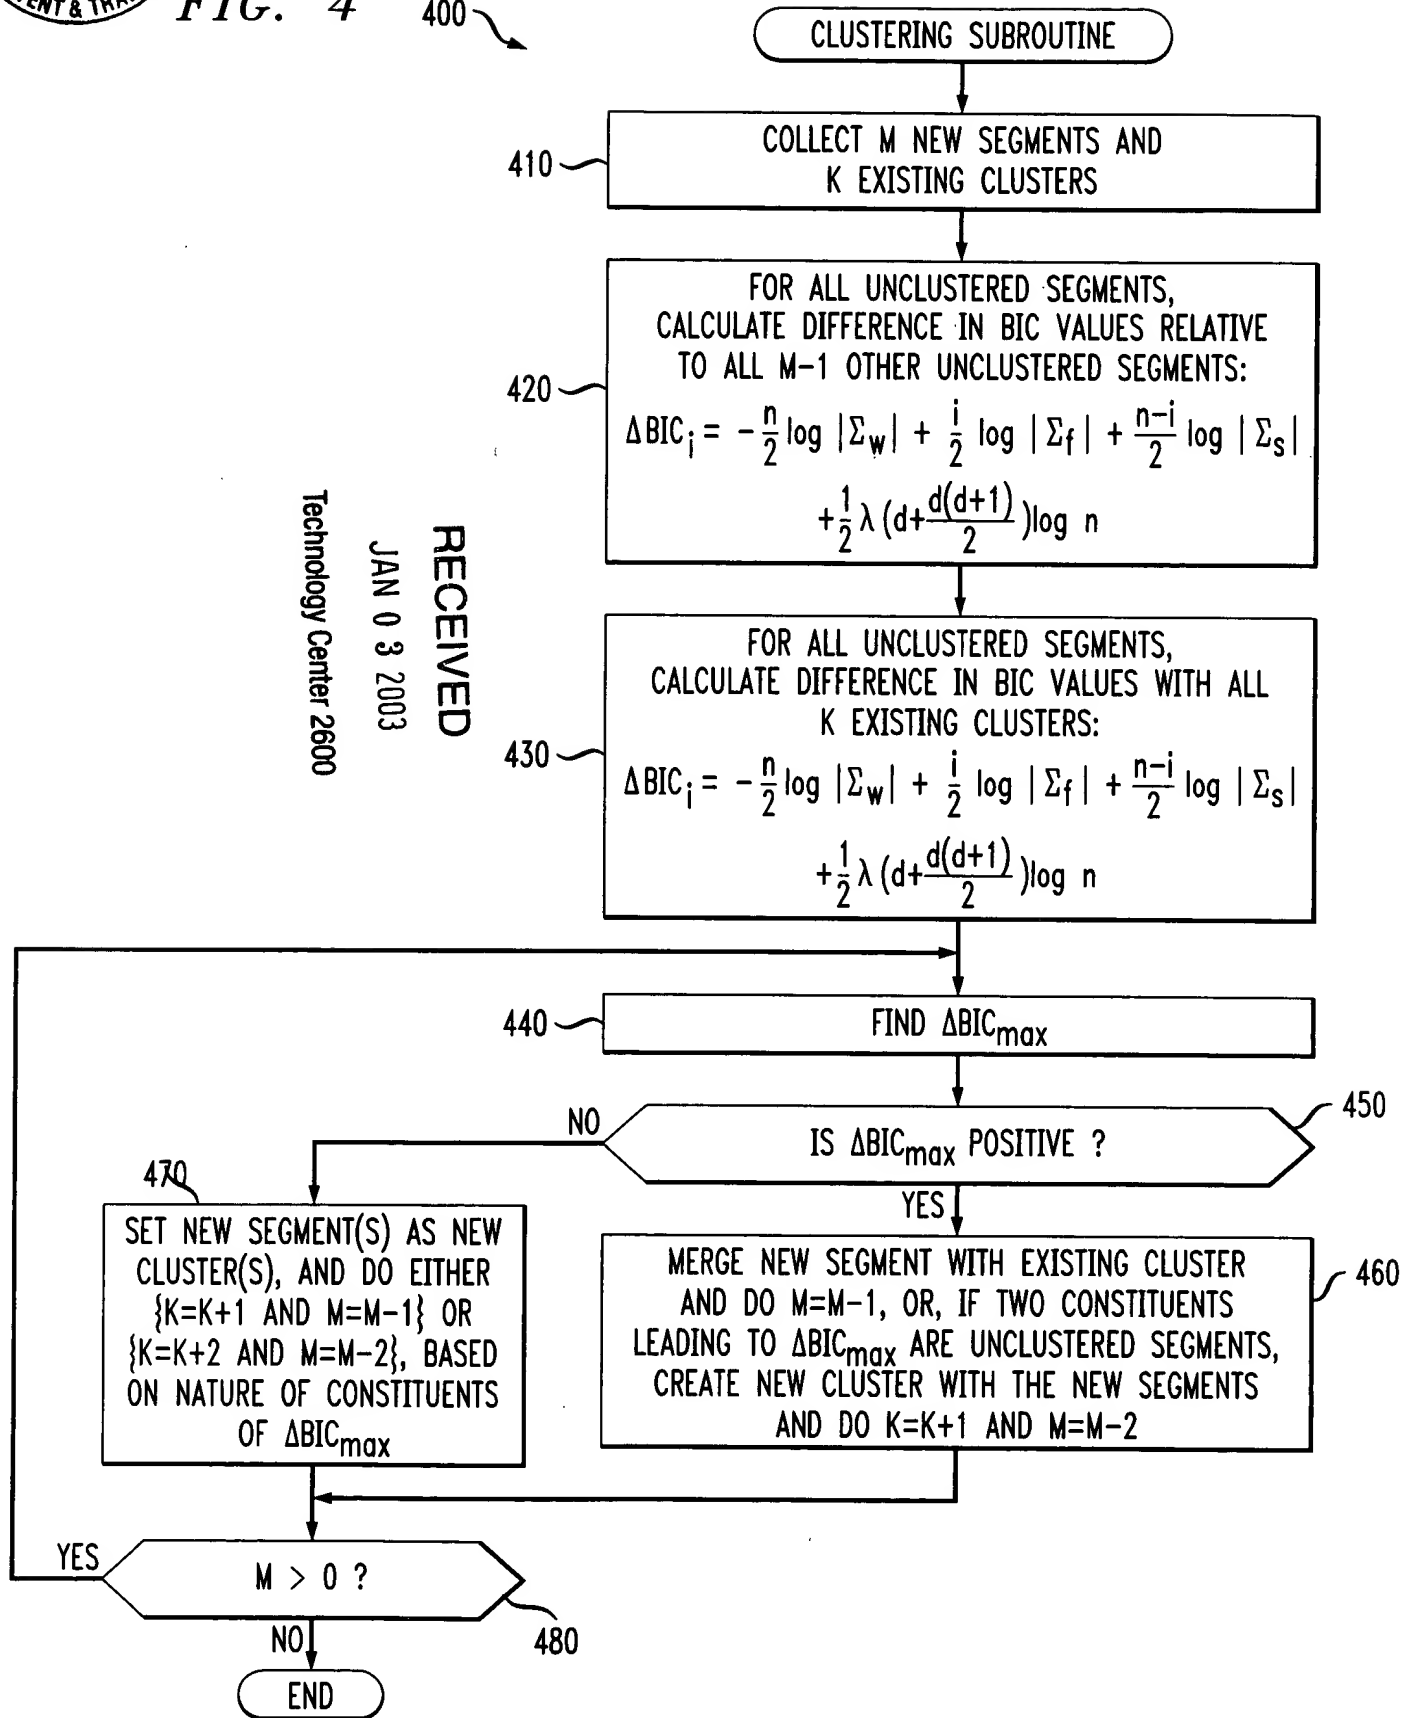 ENT & TRA
FIG. 4
400
CLUSTERING SUBROUTINE
410
COLLECT M NEW SEGMENTS AND
K EXISTING CLUSTERS
420
FOR ALL UNCLUSTERED SEGMENTS,
CALCULATE DIFFERENCE IN BIC VALUES RELATIVE
TO ALL M-1 OTHER UNCLUSTERED SEGMENTS:
ΔBIC_i = -n/2 log |Σ_w| + i/2 log |Σ_f| + n-i/2 log |Σ_s|
+1/2 λ (d+d(d+1)/2)log n
RECEIVED
JAN 03 2003
Technology Center 2600
430
FOR ALL UNCLUSTERED SEGMENTS,
CALCULATE DIFFERENCE IN BIC VALUES WITH ALL
K EXISTING CLUSTERS:
ΔBIC_i = -n/2 log |Σ_w| + i/2 log |Σ_f| + n-i/2 log |Σ_s|
+1/2 λ (d+d(d+1)/2)log n
440
FIND ΔBIC_max
450
IS ΔBIC_max POSITIVE ?
NO
YES
470
SET NEW SEGMENT(S) AS NEW
CLUSTER(S), AND DO EITHER
{K=K+1 AND M=M-1} OR
{K=K+2 AND M=M-2}, BASED
ON NATURE OF CONSTITUENTS
OF ΔBIC_max
460
MERGE NEW SEGMENT WITH EXISTING CLUSTER
AND DO M=M-1, OR, IF TWO CONSTITUENTS
LEADING TO ΔBIC_max ARE UNCLUSTERED SEGMENTS,
CREATE NEW CLUSTER WITH THE NEW SEGMENTS
AND DO K=K+1 AND M=M-2
YES
M > 0 ?
480
NO
END